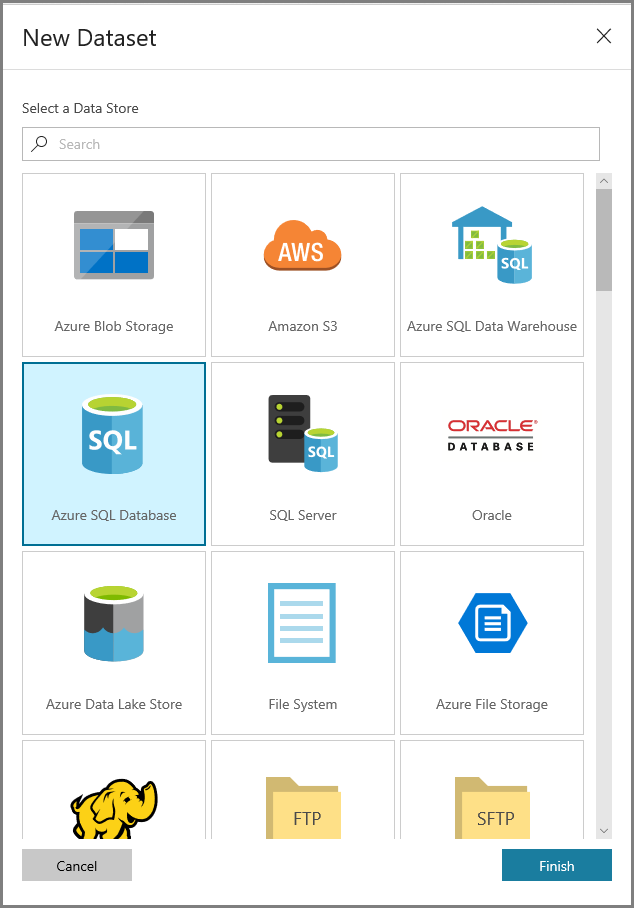 New Dataset
Select a Data Store
Search
AWS
SQL
Azure Blob Storage
Amazon S3
Azure SQL Data Warehouse
SQL
SQL
ORACLE®
DATABASE
Azure SQL Database
SQL Server
Oracle
Azure Data Lake Store
File System
Azure File Storage
FTP
SFTP
Cancel
Finish